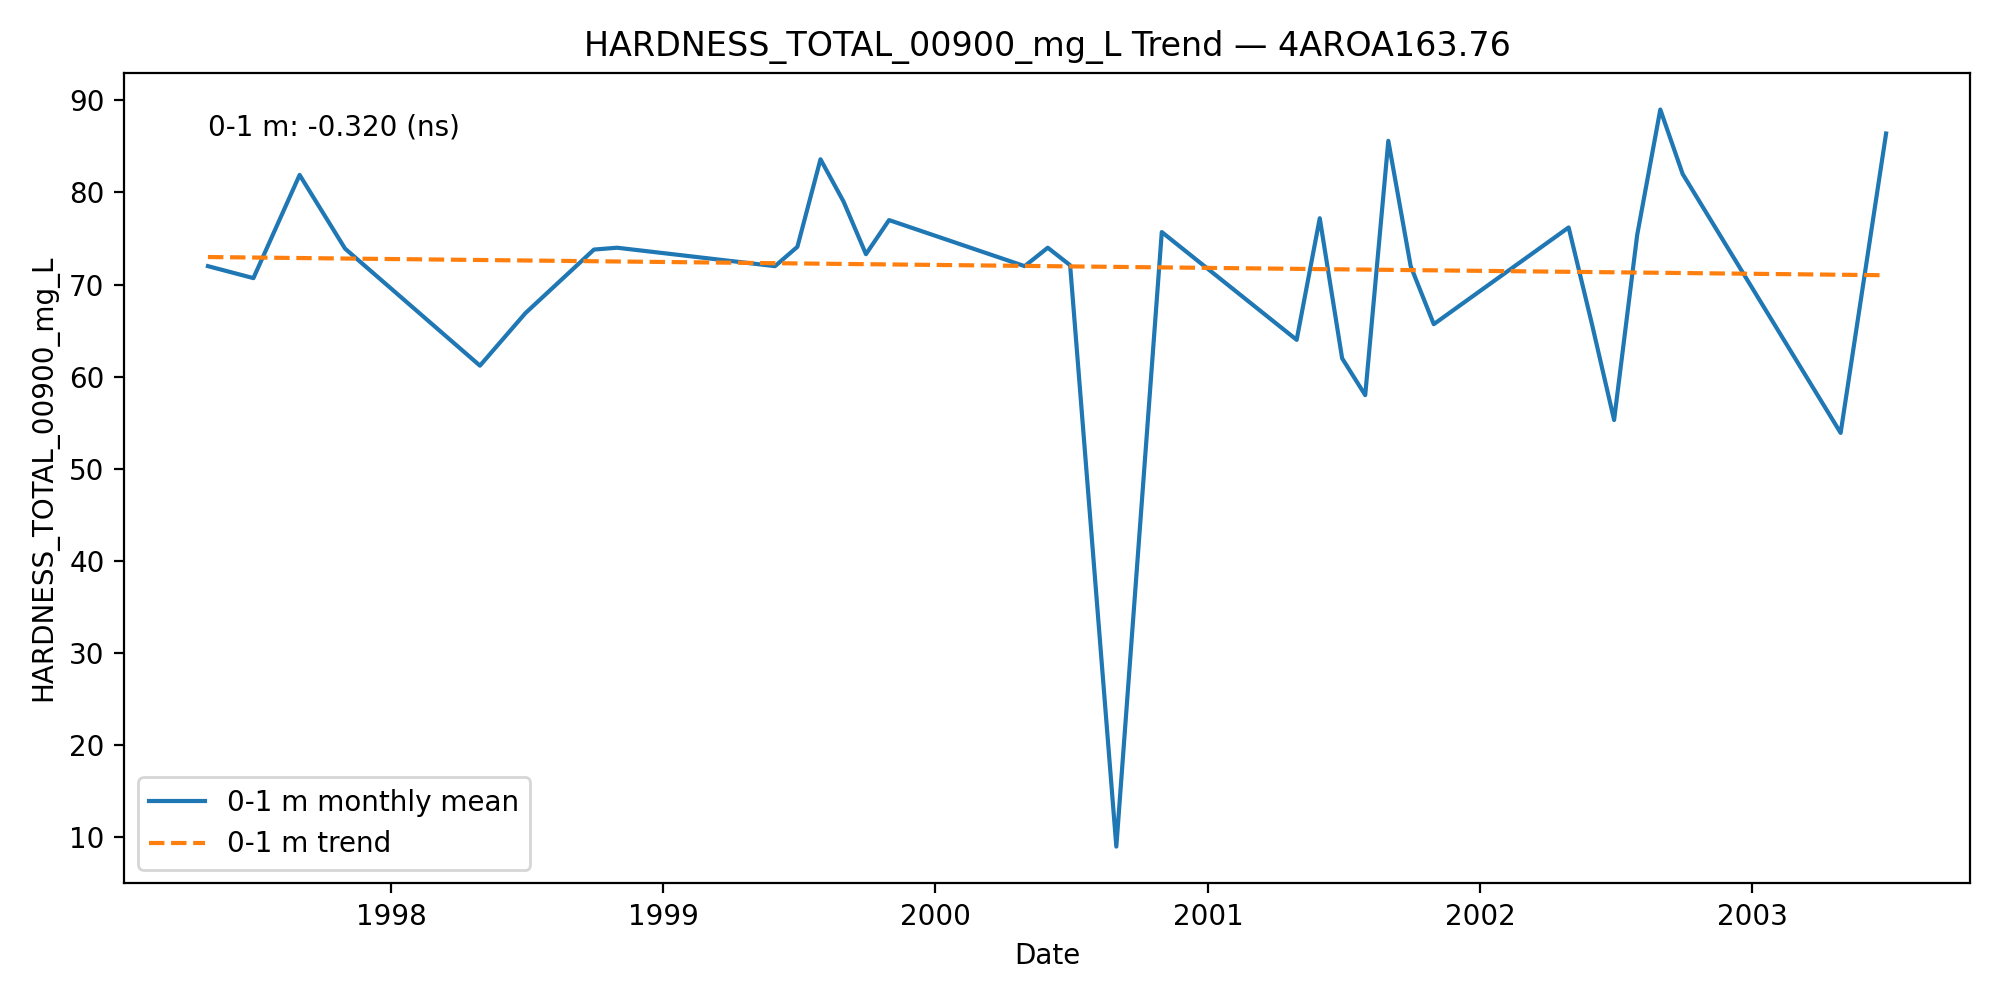 HARDNESS_TOTAL_00900_mg_L Trend — 4AROA163.76
HARDNESS_TOTAL_00900_mg_L
90
80
70
60
50
40
30
20
10
0-1 m: -0.320 (ns)
0-1 m monthly mean
0-1 m trend
1998 1999 2000 2001 2002 2003
Date